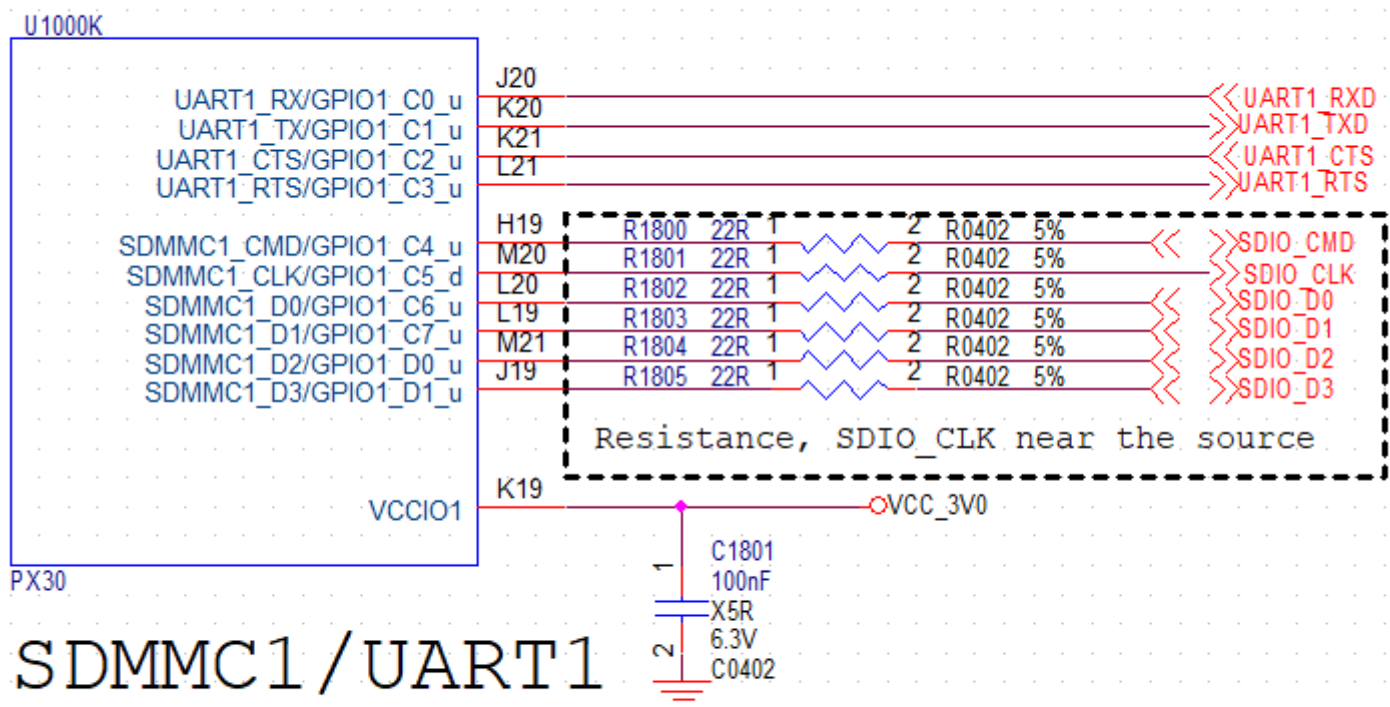 U1000K
UART1_RX/GPIO1_C0_u J20 UART1_RXD
UART1_TX/GPIO1_C1_u K20 UART1_TXD
UART1_CTS/GPIO1_C2_u K21 UART1_CTS
UART1_RTS/GPIO1_C3_u L21 UART1_RTS
SDMMC1_CMD/GPIO1_C4_u H19 R1800 22R 1 2 R0402 5% SDIO_CMD
SDMMC1_CLK/GPIO1_C5_d M20 R1801 22R 1 2 R0402 5% SDIO_CLK
SDMMC1_D0/GPIO1_C6_u L20 R1802 22R 1 2 R0402 5% SDIO_D0
SDMMC1_D1/GPIO1_C7_u L19 R1803 22R 1 2 R0402 5% SDIO_D1
SDMMC1_D2/GPIO1_D0_u M21 R1804 22R 1 2 R0402 5% SDIO_D2
SDMMC1_D3/GPIO1_D1_u J19 R1805 22R 1 2 R0402 5% SDIO_D3
Resistance, SDIO_CLK near the source
VCCIO1 K19 VCC_3V0
PX30
1 C1801
100nF
X5R
2 6.3V
C0402
SDMMC1/UART1